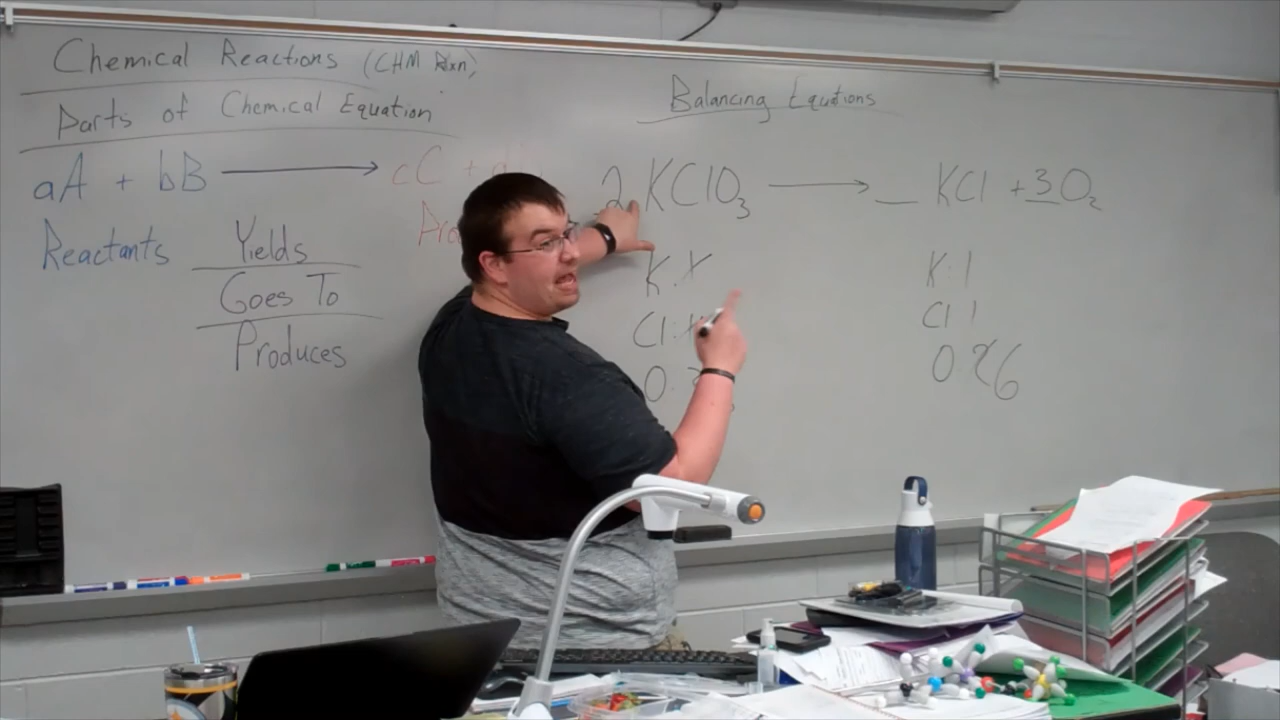 Chemical Reactions (CHM Rxn)
Parts of Chemical Equation
aA + bB ⟶ cC + d
Reactants
Yields
Goes To
Produces
Balancing Equations
2 KClO₃ ⟶ __ KCl + 3 O₂
K:
Cl:
O:
K: 1
Cl 1
O 2 6